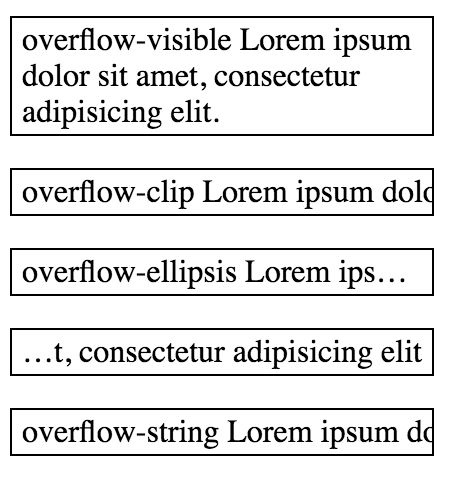 overflow-visible Lorem ipsum
dolor sit amet, consectetur
adipisicing elit.
overflow-clip Lorem ipsum dolo
overflow-ellipsis Lorem ips…
…t, consectetur adipisicing elit
overflow-string Lorem ipsum do